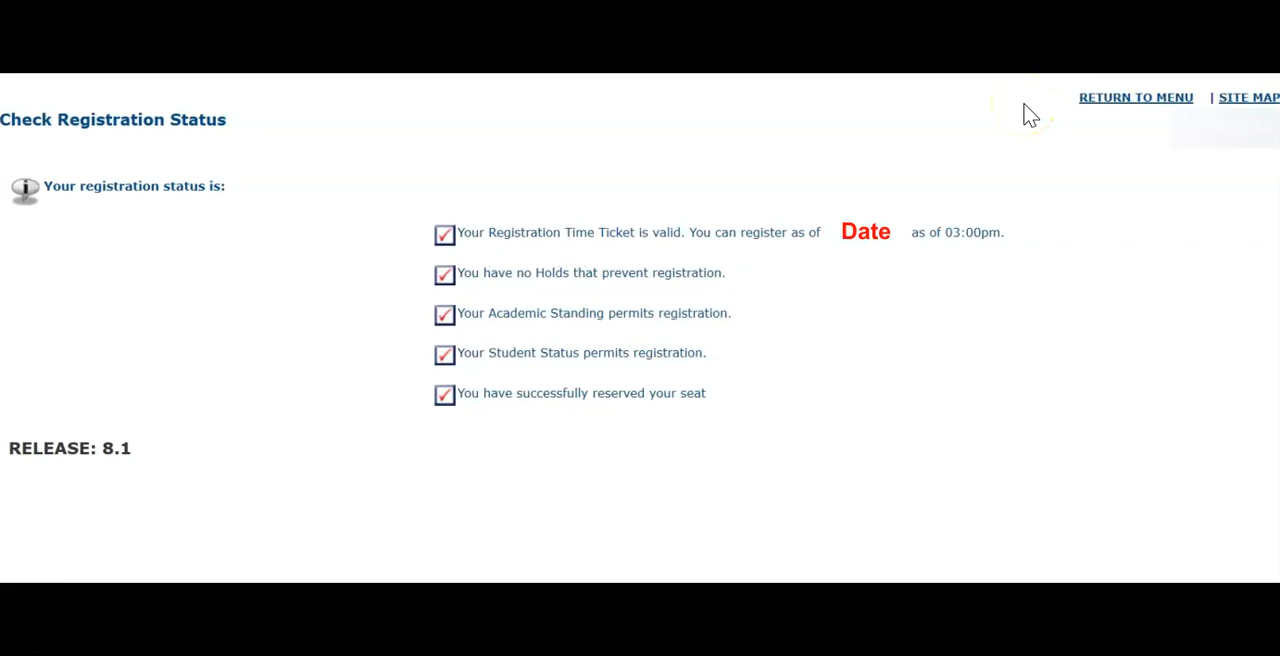 RETURN TO MENU | SITE MAP
Check Registration Status
Your registration status is:
Your Registration Time Ticket is valid. You can register as of Date as of 03:00pm.
You have no Holds that prevent registration.
Your Academic Standing permits registration.
Your Student Status permits registration.
You have successfully reserved your seat
RELEASE: 8.1